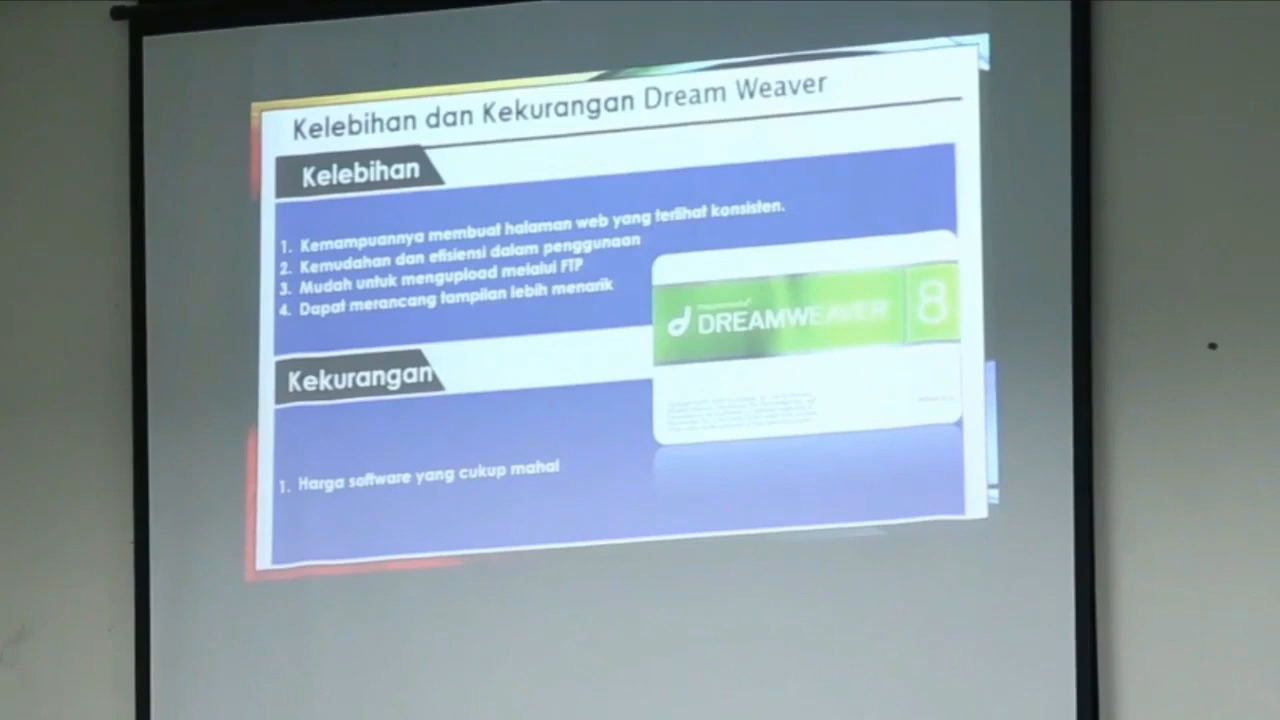 Kelebihan dan Kekurangan Dream Weaver
Kelebihan
1. Kemampuannya membuat halaman web yang terlihat konsisten.
2. Kemudahan dan efisiensi dalam penggunaan
3. Mudah untuk mengupload melalui FTP
4. Dapat merancang tampilan lebih menarik
DREAMWEAVER 8
Kekurangan
1. Harga software yang cukup mahal